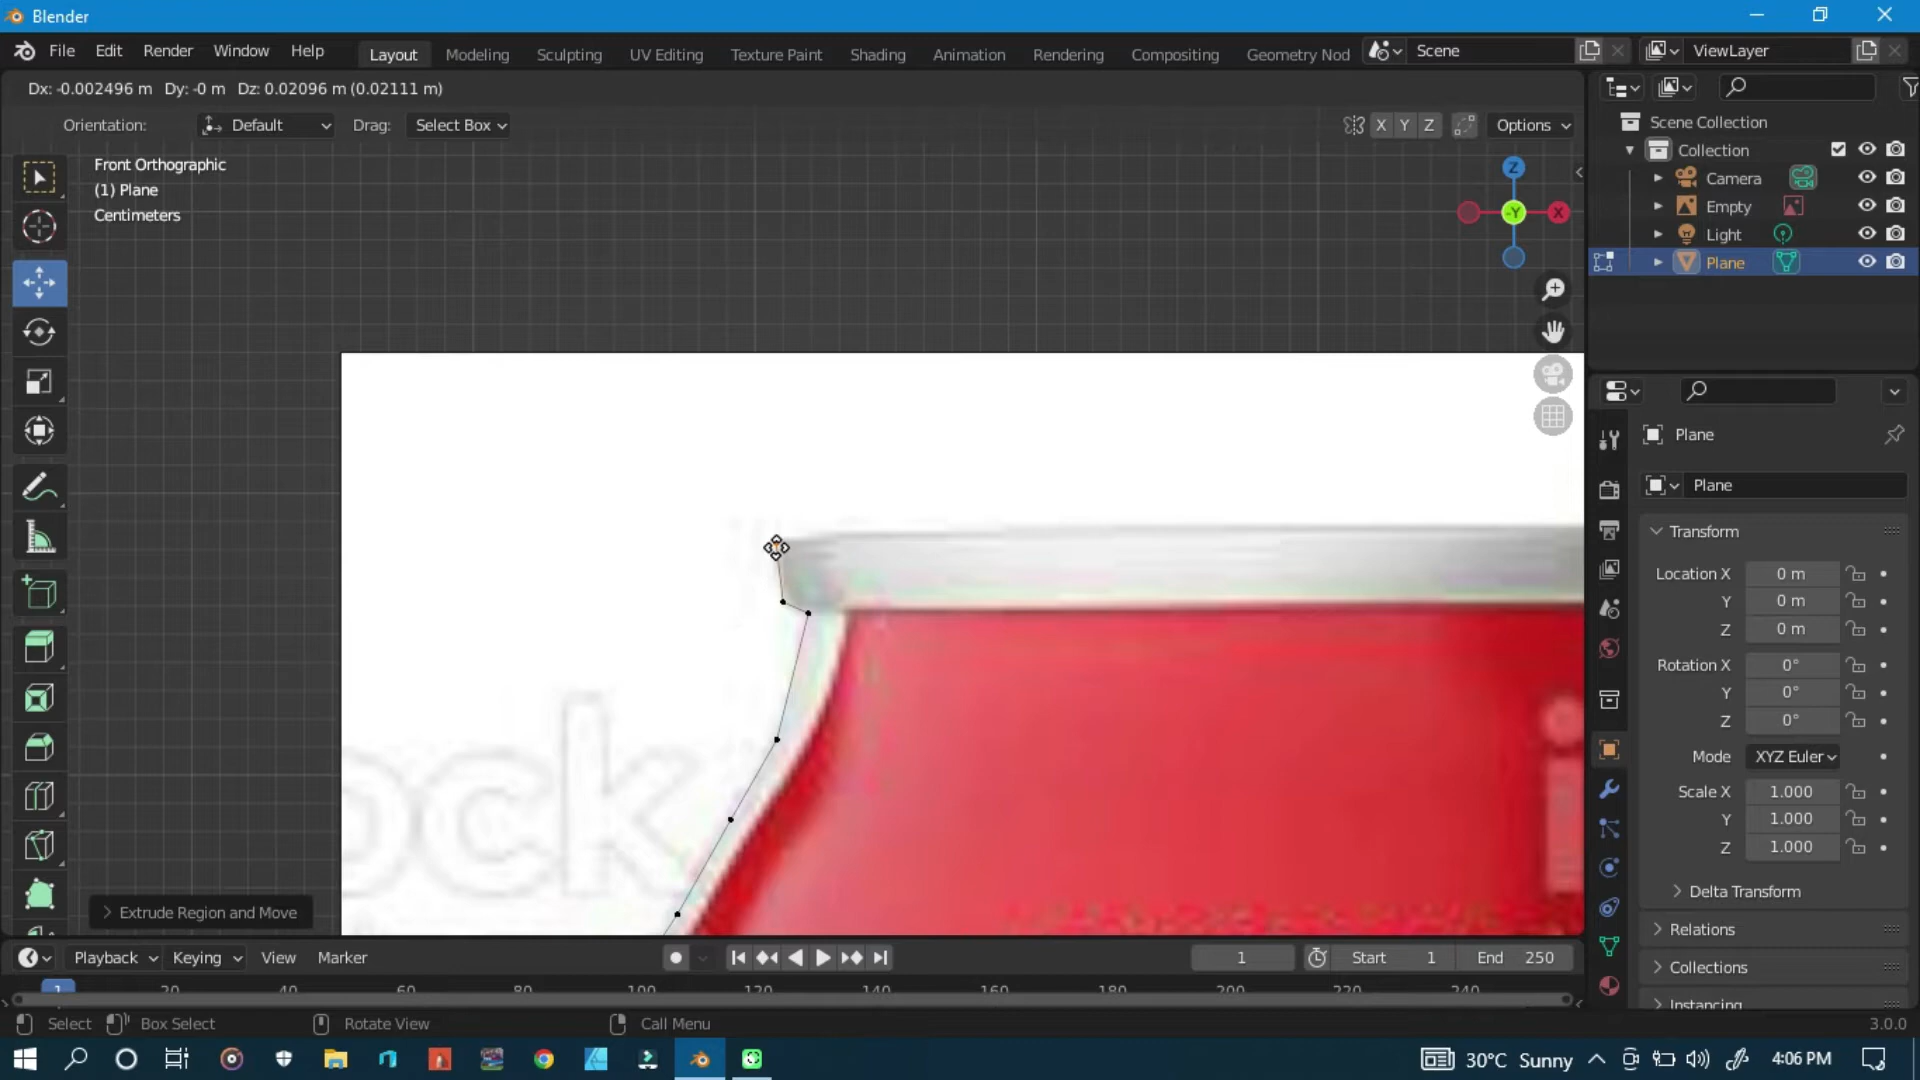 Blender
File Edit Render Window Help Layout Modeling Sculpting UV Editing Texture Paint Shading Animation Rendering Compositing Geometry Nod Scene ViewLayer
Dx: -0.002496 m Dy: -0 m Dz: 0.02096 m (0.02111 m)
Orientation: Default Drag: Select Box X Y Z Options
Front Orthographic
(1) Plane
Centimeters
Z
-Y X
Scene Collection
Collection
Camera
Empty
Light
Plane
Plane
Plane
Transform
Location X 0 m
Y 0 m
Z 0 m
Rotation X 0°
Y 0°
Z 0°
Mode XYZ Euler
Scale X 1.000
Y 1.000
Z 1.000
Delta Transform
Relations
Collections
Instancing
ock
Extrude Region and Move
Playback Keying View Marker 1 Start 1 End 250
1 20 40 60 80 100 120 140 160 180 200 220 240
Select Box Select Rotate View Call Menu 3.0.0
30°C Sunny 4:06 PM